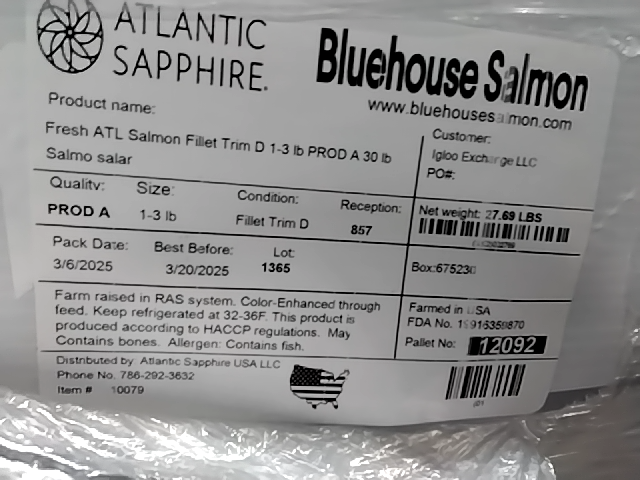 ATLANTIC
SAPPHIRE.
Bluehouse Salmon
www.bluehousesalmon.com
Product name:
Fresh ATL Salmon Fillet Trim D 1-3 lb PROD A 30 lb
Salmo salar
Customer:
Igloo Exchange LLC
PO#:
Quality:
PROD A
Size:
1-3 lb
Condition:
Fillet Trim D
Reception:
857
Net weight: 27.69 LBS
Pack Date:
3/6/2025
Best Before:
3/20/2025
Lot:
1365
Box:
Farm raised in RAS system. Color-Enhanced through
feed. Keep refrigerated at 32-36F. This product is
produced according to HACCP regulations. May
Contains bones. Allergen: Contains fish.
Farmed in USA
FDA No.
Pallet No: 12092
Distributed by: Atlantic Sapphire USA LLC
Phone No. 786-292-3632
Item # 10079